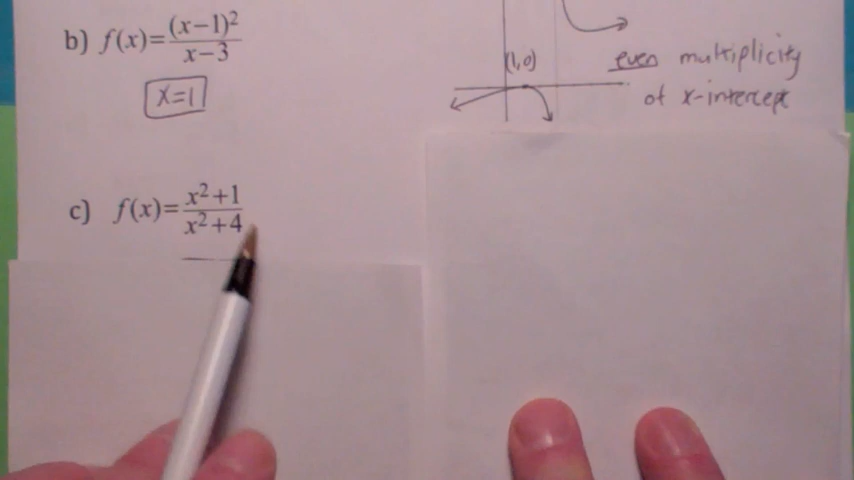 b) f(x)=(x-1)²/(x-3)
x=1
(1,0)
even multiplicity
of x-intercept
c) f(x)=(x²+1)/(x²+4)